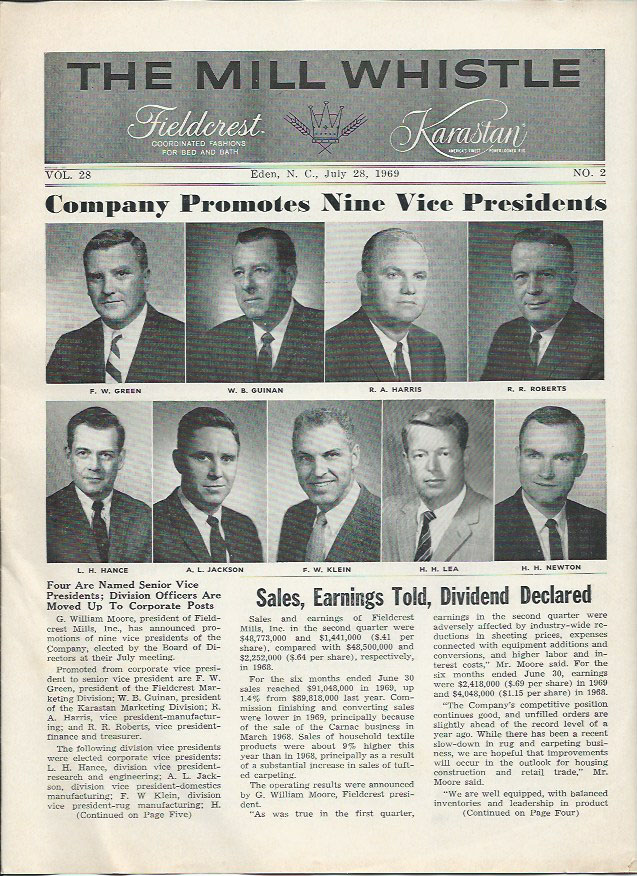 THE MILL WHISTLE
Fieldcrest
COORDINATED FASHIONS
FOR BED AND BATH
Karastan
VOL. 28 Eden, N. C., July 28, 1969 NO. 2
Company Promotes Nine Vice Presidents
F. W. GREEN W. B. GUINAN R. A. HARRIS R. R. ROBERTS
L. H. HANCE A. L. JACKSON F. W. KLEIN H. H. LEA H. H. NEWTON
Four Are Named Senior Vice
Presidents; Division Officers Are
Moved Up To Corporate Posts
G. William Moore, president of Field-
crest Mills, Inc., has announced pro-
motions of nine vice presidents of the
Company, elected by the Board of Di-
rectors at their July meeting.
Promoted from corporate vice presi-
dent to senior vice president are F. W.
Green, president of the Fieldcrest Mar-
keting Division; W. B. Guinan, president
of the Karastan Marketing Division; R.
A. Harris, vice president-manufactur-
ing; and R. R. Roberts, vice president-
finance and treasurer.
The following division vice presidents
were elected corporate vice presidents:
L. H. Hance, division vice president-
research and engineering; A. L. Jack-
son, division vice president-domestics
manufacturing; F. W Klein, division
vice president-rug manufacturing; H.
(Continued on Page Five)
Sales, Earnings Told, Dividend Declared
Sales and earnings of Fieldcrest
Mills, Inc. in the second quarter were
$48,773,000 and $1,441,000 ($.41 per
share), compared with $48,500,000 and
$2,252,000 ($.64 per share), respectively,
in 1968.
For the six months ended June 30
sales reached $91,048,000 in 1969, up
1.4% from $89,818,000 last year. Com-
mission finishing and converting sales
were lower in 1969, principally because
of the sale of the Carnac business in
March 1968. Sales of household textile
products were about 9% higher this
year than in 1968, principally as a result
of a substantial increase in sales of tuft-
ed carpeting.
The operating results were announced
by G. William Moore, Fieldcrest presi-
dent.
"As was true in the first quarter,
earnings in the second quarter were
adversely affected by industry-wide re-
ductions in sheeting prices, expenses
connected with equipment additions and
conversions, and higher labor and in-
terest costs," Mr. Moore said. For the
six months ended June 30, earnings
were $2,418,000 ($.69 per share) in 1969
and $4,048,000 ($1.15 per share) in 1968.
"The Company's competitive position
continues good, and unfilled orders are
slightly ahead of the record level of a
year ago. While there has been a recent
slow-down in rug and carpeting busi-
ness, we are hopeful that improvements
will occur in the outlook for housing
construction and retail trade," Mr.
Moore said.
"We are well equipped, with balanced
inventories and leadership in product
(Continued on Page Four)